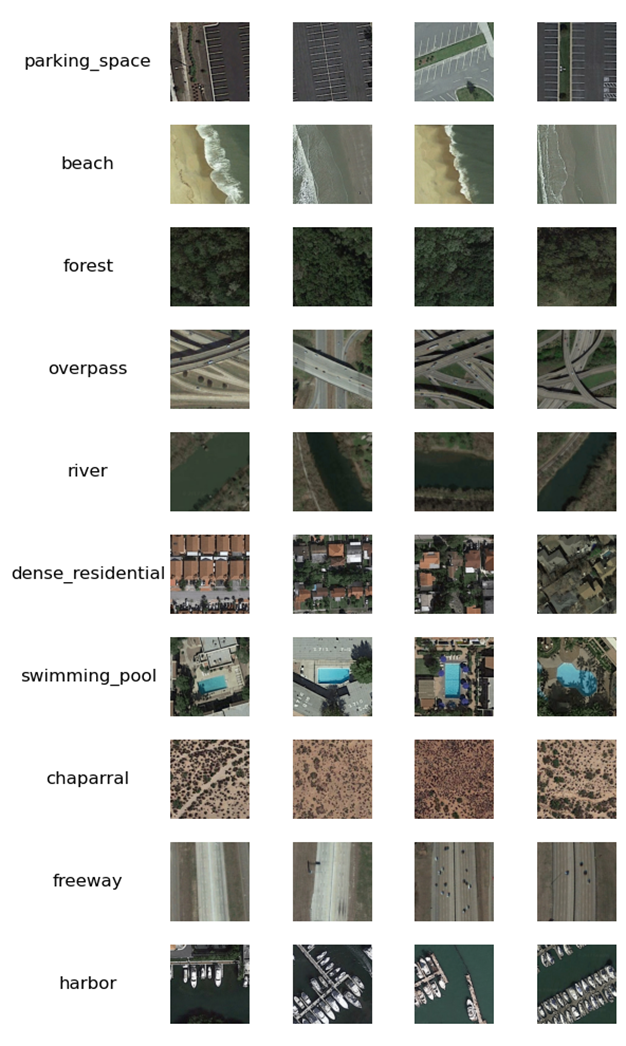 parking_space
beach
forest
overpass
river
dense_residential
swimming_pool
chaparral
freeway
harbor